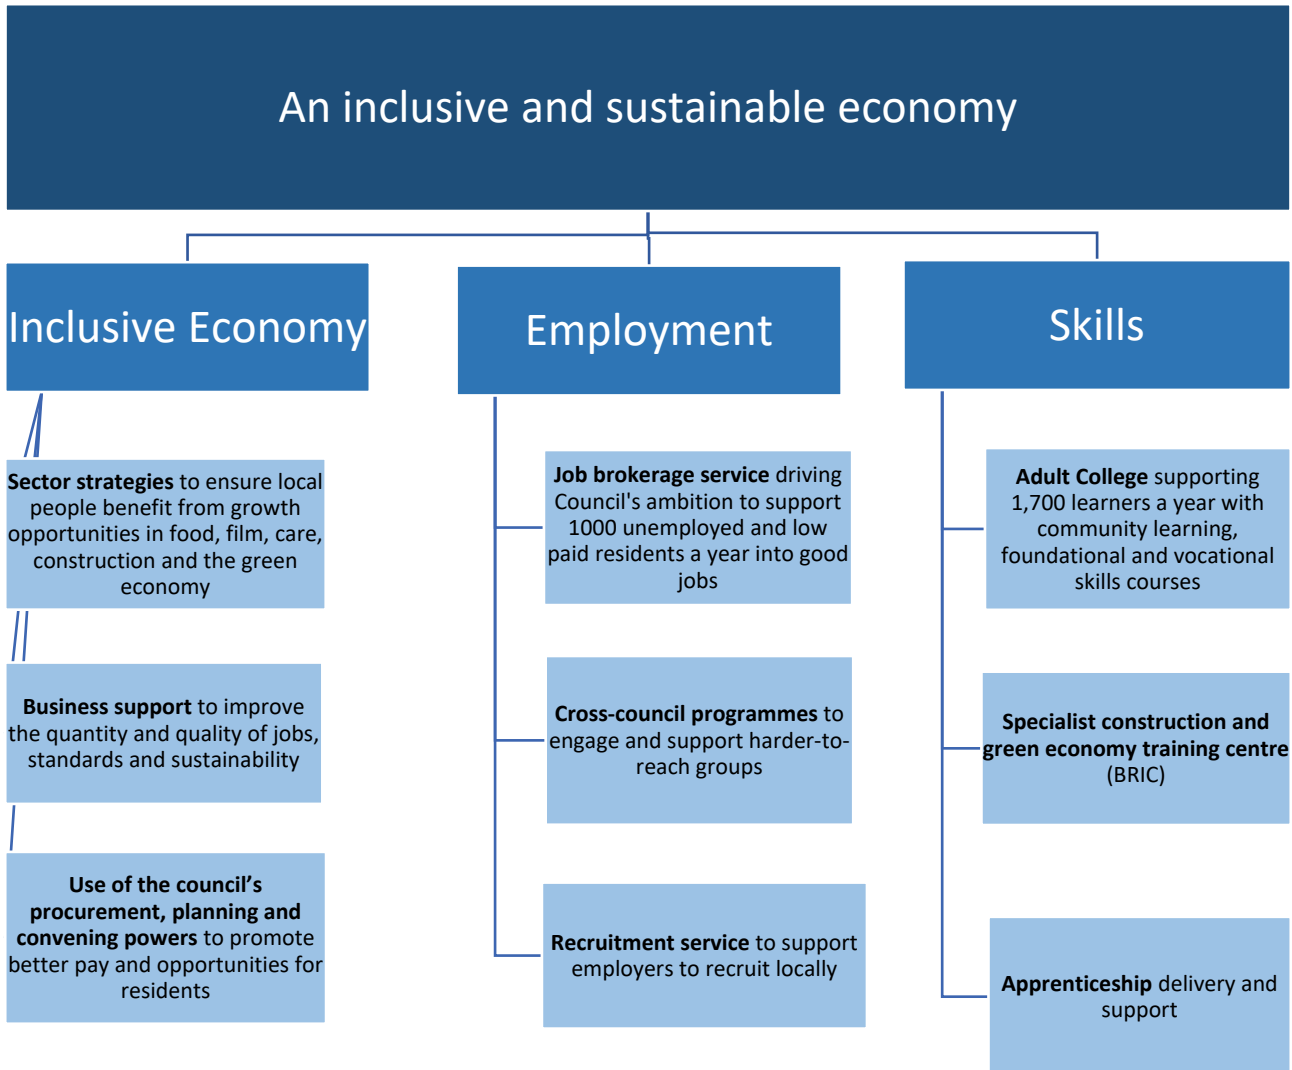 An inclusive and sustainable economy
Inclusive Economy
Sector strategies to ensure local
people benefit from growth
opportunities in food, film, care,
construction and the green
economy
Business support to improve
the quantity and quality of jobs,
standards and sustainability
Use of the council’s
procurement, planning and
convening powers to promote
better pay and opportunities for
residents
Employment
Job brokerage service driving
Council's ambition to support
1000 unemployed and low
paid residents a year into good
jobs
Cross-council programmes to
engage and support harder-to-
reach groups
Recruitment service to support
employers to recruit locally
Skills
Adult College supporting
1,700 learners a year with
community learning,
foundational and vocational
skills courses
Specialist construction and
green economy training centre
(BRIC)
Apprenticeship delivery and
support